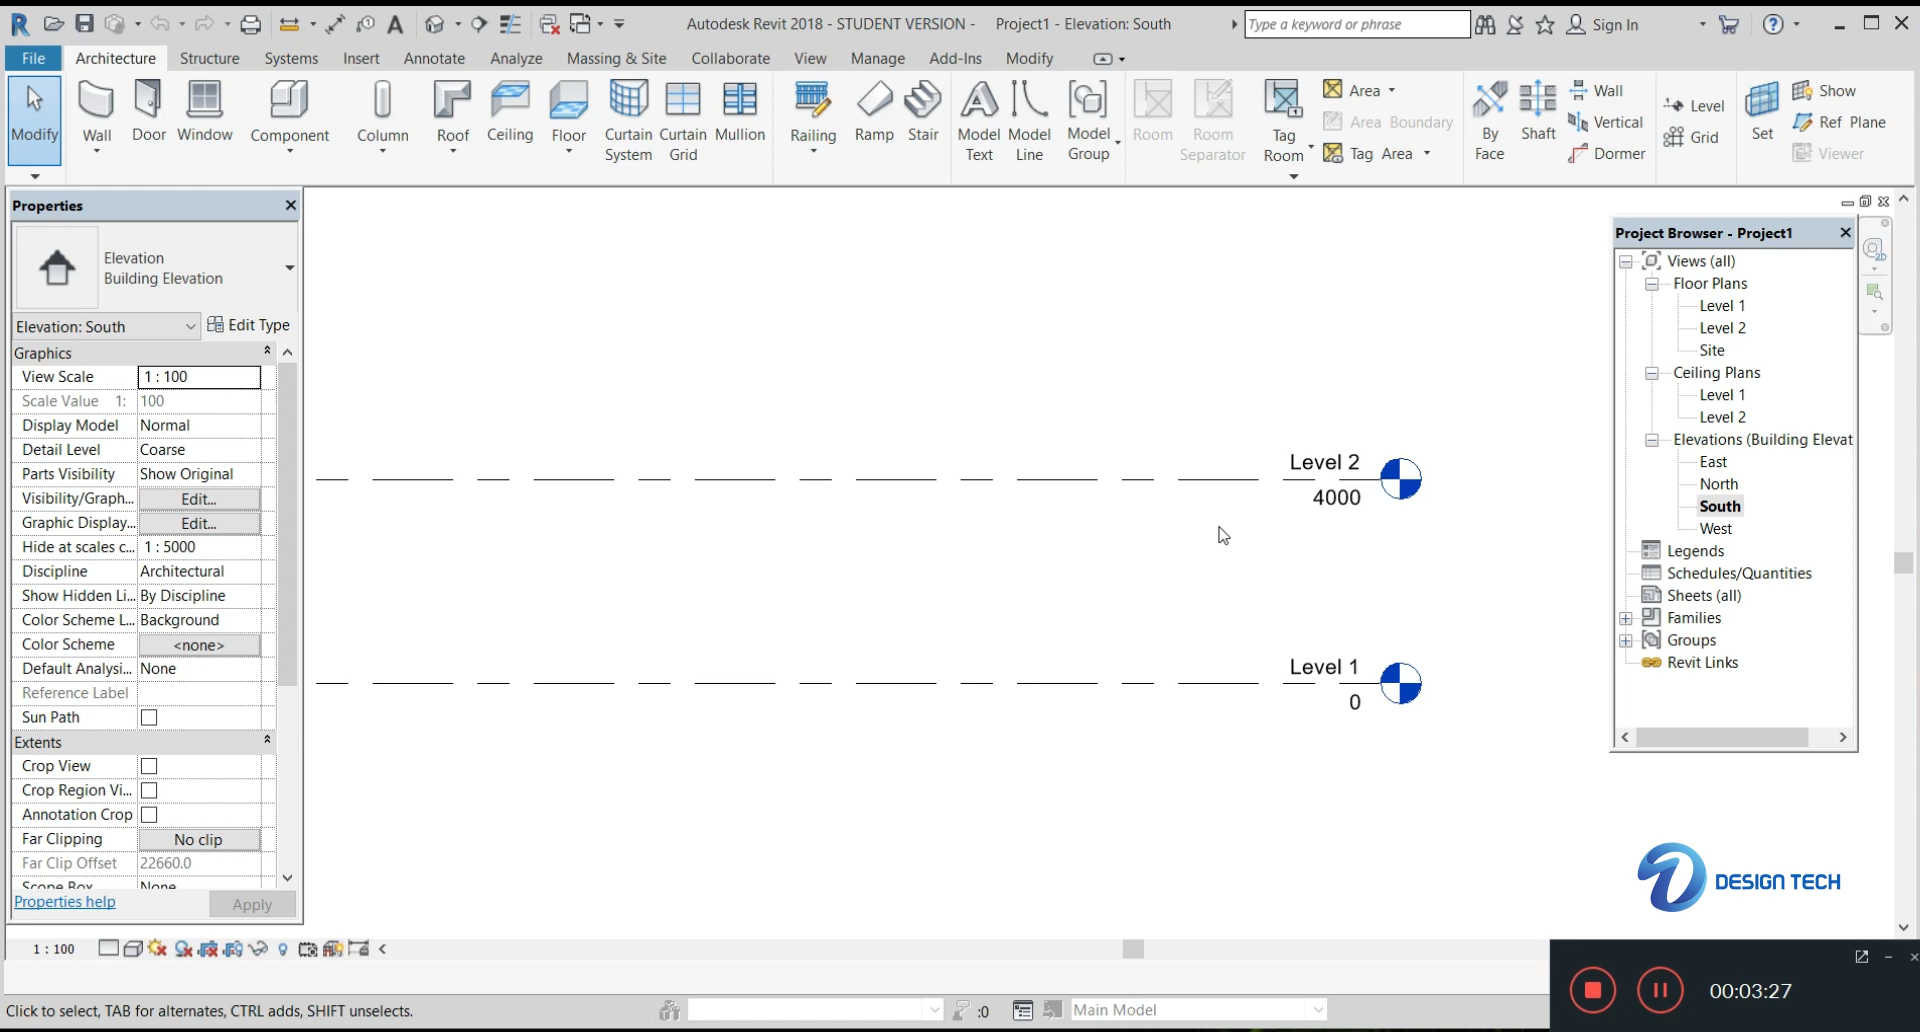 Autodesk Revit 2018 - STUDENT VERSION - Project1 - Elevation: South
Type a keyword or phrase
Sign In
File Architecture Structure Systems Insert Annotate Analyze Massing & Site Collaborate View Manage Add-Ins Modify
Modify Wall Door Window Component Column Roof Ceiling Floor
Curtain System
Curtain Grid
Mullion Railing Ramp Stair
Model Text
Model Line
Model Group
Room
Room Separator
Tag Room
Area
Area Boundary
Tag Area
By Face
Shaft
Wall
Vertical
Dormer
Level
Grid
Set
Show
Ref Plane
Viewer
Properties
Elevation
Building Elevation
Elevation: South Edit Type
Graphics
View Scale 1 : 100
Scale Value 1: 100
Display Model Normal
Detail Level Coarse
Parts Visibility Show Original
Visibility/Graph... Edit...
Graphic Display... Edit...
Hide at scales c... 1 : 5000
Discipline Architectural
Show Hidden Li... By Discipline
Color Scheme L... Background
Color Scheme <none>
Default Analysi... None
Reference Label
Sun Path
Extents
Crop View
Crop Region Vi...
Annotation Crop
Far Clipping No clip
Far Clip Offset 22660.0
Scope Box None
Properties help Apply
Level 2
4000
Level 1
0
Project Browser - Project1
Views (all)
Floor Plans
Level 1
Level 2
Site
Ceiling Plans
Level 1
Level 2
Elevations (Building Elevat
East
North
South
West
Legends
Schedules/Quantities
Sheets (all)
Families
Groups
Revit Links
2D
DESIGN TECH
1 : 100
Click to select, TAB for alternates, CTRL adds, SHIFT unselects.
:0
Main Model
00:03:27